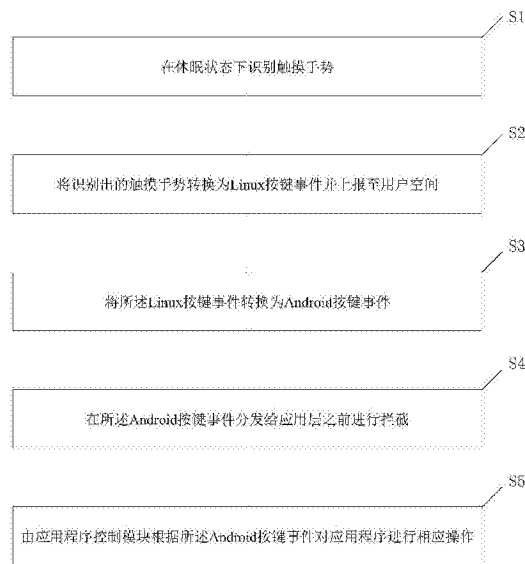 S1
在休眠状态下识别触摸手势
S2
将识别出的触摸手势转换为Linux按键事件并上报至用户空间
S3
将所述Linux按键事件转换为Android按键事件
S4
在所述Android按键事件分发给应用层之前进行拦截
S5
由应用程序控制模块根据所述Android按键事件对应用程序进行相应操作